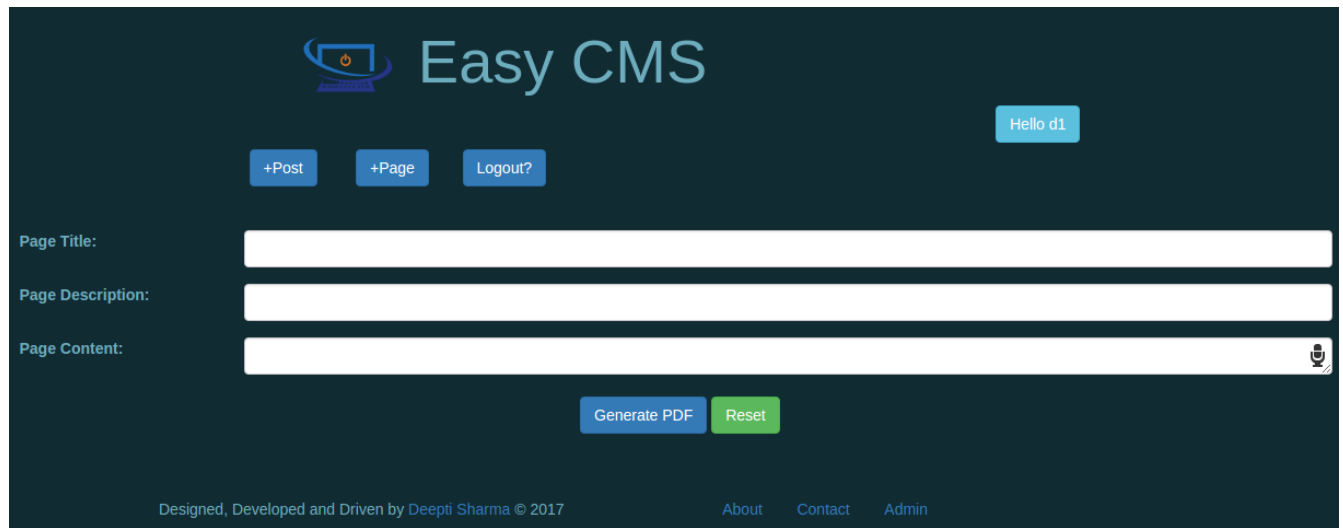 Easy CMS
Hello d1
+Post +Page Logout?
Page Title:
Page Description:
Page Content:
Generate PDF Reset
Designed, Developed and Driven by Deepti Sharma © 2017 About Contact Admin